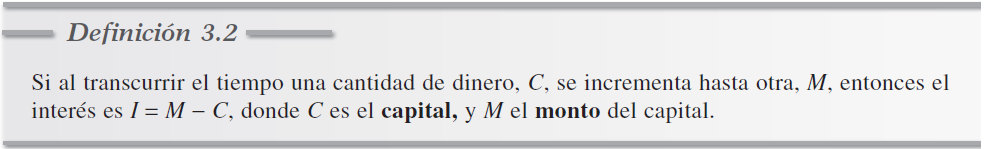 Definición 3.2
Si al transcurrir el tiempo una cantidad de dinero, C, se incrementa hasta otra, M, entonces el
interés es I = M − C, donde C es el capital, y M el monto del capital.